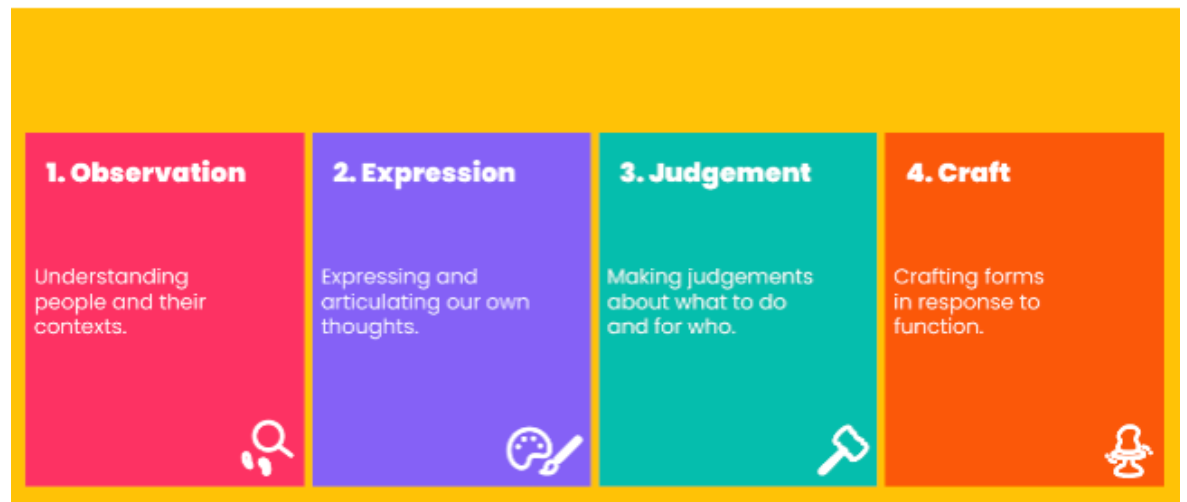 1. Observation
Understanding
people and their
contexts.
2. Expression
Expressing and
articulating our own
thoughts.
3. Judgement
Making judgements
about what to do
and for who.
4. Craft
Crafting forms
in response to
function.